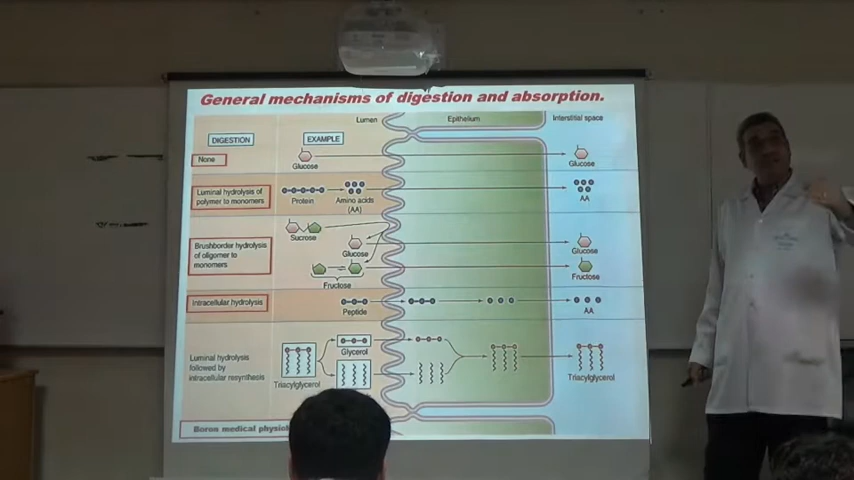 General mechanisms of digestion and absorption.
Lumen
Epithelium
Interstitial space
DIGESTION
EXAMPLE
None
Glucose
Glucose
Luminal hydrolysis of
polymer to monomers
Protein
Amino acids
(AA)
AA
Sucrose
Brushborder hydrolysis
of oligomer to
monomers
Glucose
Glucose
Fructose
Fructose
Intracellular hydrolysis
Peptide
AA
Luminal hydrolysis
followed by
intracellular resynthesis
Glycerol
Triacylglycerol
Triacylglycerol
Boron medical physiol